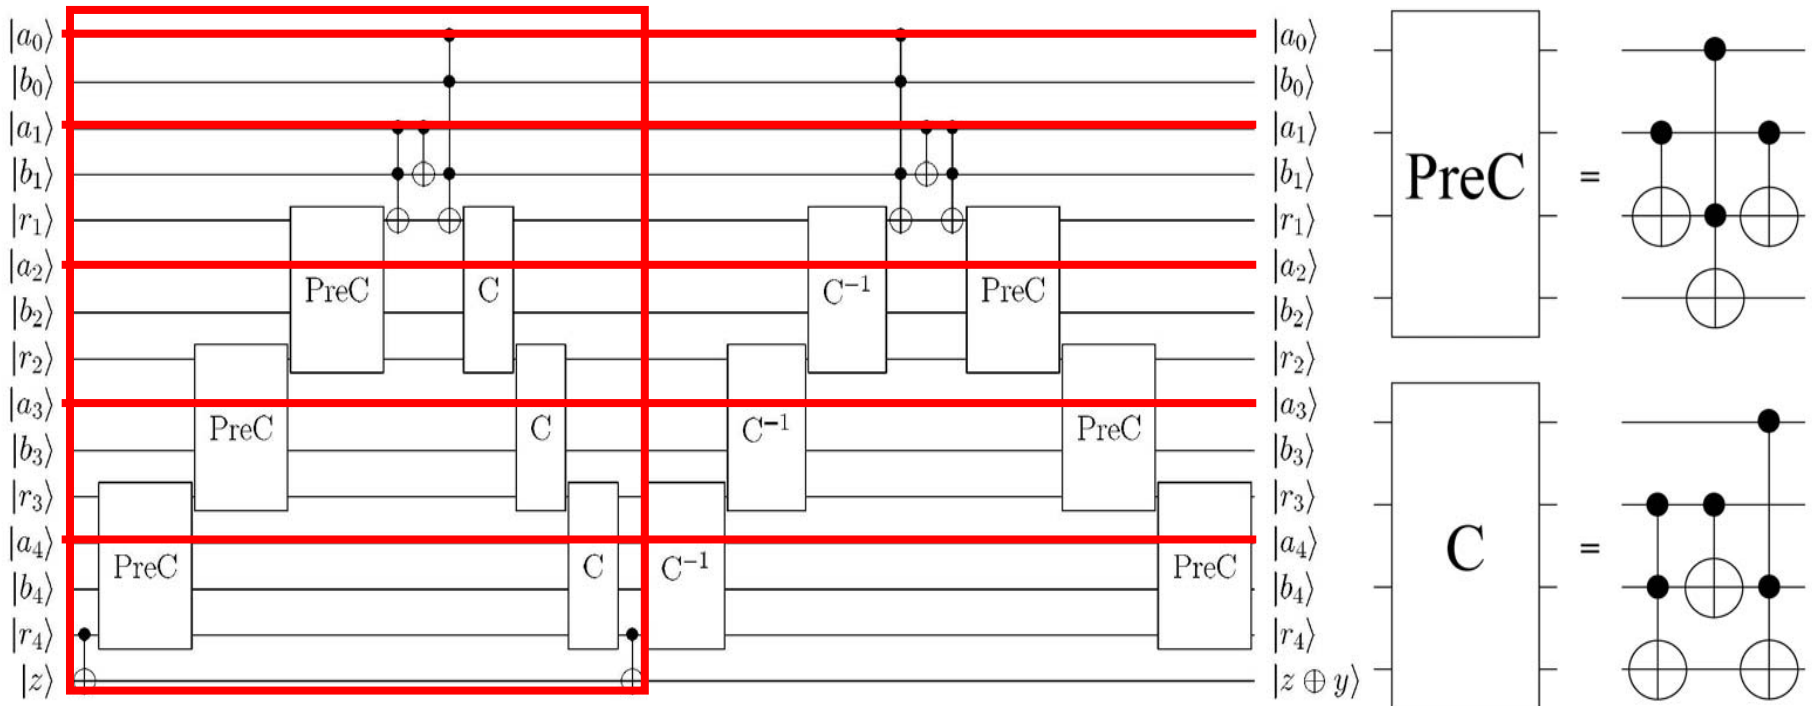 |a₀⟩ |a₀⟩
|b₀⟩ |b₀⟩
|a₁⟩ |a₁⟩
|b₁⟩ |b₁⟩
|r₁⟩ |r₁⟩
|a₂⟩ |a₂⟩
PreC C C⁻¹ PreC
|b₂⟩ |b₂⟩
|r₂⟩ |r₂⟩
|a₃⟩ |a₃⟩
PreC C C⁻¹ PreC
|b₃⟩ |b₃⟩
|r₃⟩ |r₃⟩
|a₄⟩ |a₄⟩
PreC C C⁻¹ PreC
|b₄⟩ |b₄⟩
|r₄⟩ |r₄⟩
|z⟩ |z ⊕ y⟩
PreC =
C =